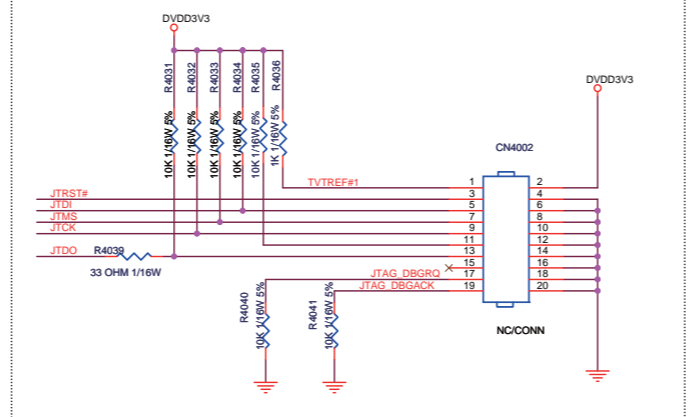 DVDD3V3
R4031
R4032
R4033
R4034
R4035
R4036
10K 1/16W 5%
10K 1/16W 5%
10K 1/16W 5%
10K 1/16W 5%
10K 1/16W 5%
1K 1/16W 5%
DVDD3V3
CN4002
TVTREF#1
JTRST#
JTDI
JTMS
JTCK
JTDO
R4039
33 OHM 1/16W
1 2
3 4
5 6
7 8
9 10
11 12
13 14
15 16
17 18
19 20
JTAG_DBGRQ
JTAG_DBGACK
R4040
10K 1/16W 5%
R4041
10K 1/16W 5%
NC/CONN